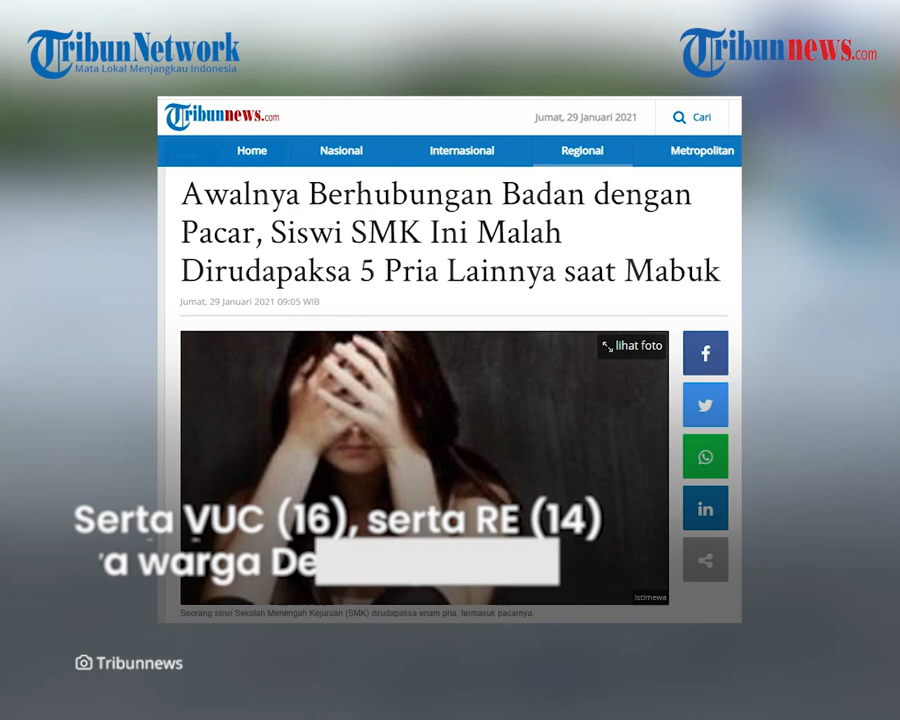 TribunNetwork
Mata Lokal Menjangkau Indonesia
Tribunnews.com
Tribunnews.com
Jumat, 29 Januari 2021
Cari
Home
Nasional
Internasional
Regional
Metropolitan
Awalnya Berhubungan Badan dengan
Pacar, Siswi SMK Ini Malah
Dirudapaksa 5 Pria Lainnya saat Mabuk
Jumat, 29 Januari 2021 09:05 WIB
lihat foto
Serta VUC (16), serta RE (14)
'a warga De
Istimewa
Seorang siswi Sekolah Menengah Kejuruan (SMK) dirudapaksa enam pria, termasuk pacarnya.
Tribunnews